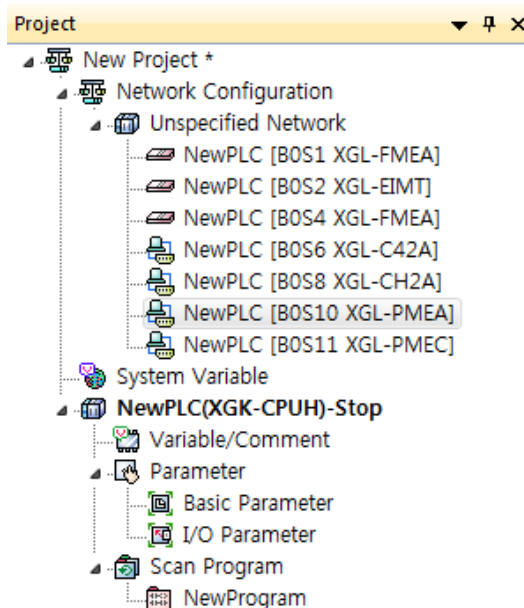 Project
New Project *
Network Configuration
Unspecified Network
NewPLC [B0S1 XGL-FMEA]
NewPLC [B0S2 XGL-EIMT]
NewPLC [B0S4 XGL-FMEA]
NewPLC [B0S6 XGL-C42A]
NewPLC [B0S8 XGL-CH2A]
NewPLC [B0S10 XGL-PMEA]
NewPLC [B0S11 XGL-PMEC]
System Variable
NewPLC(XGK-CPUH)-Stop
Variable/Comment
Parameter
Basic Parameter
I/O Parameter
Scan Program
NewProgram